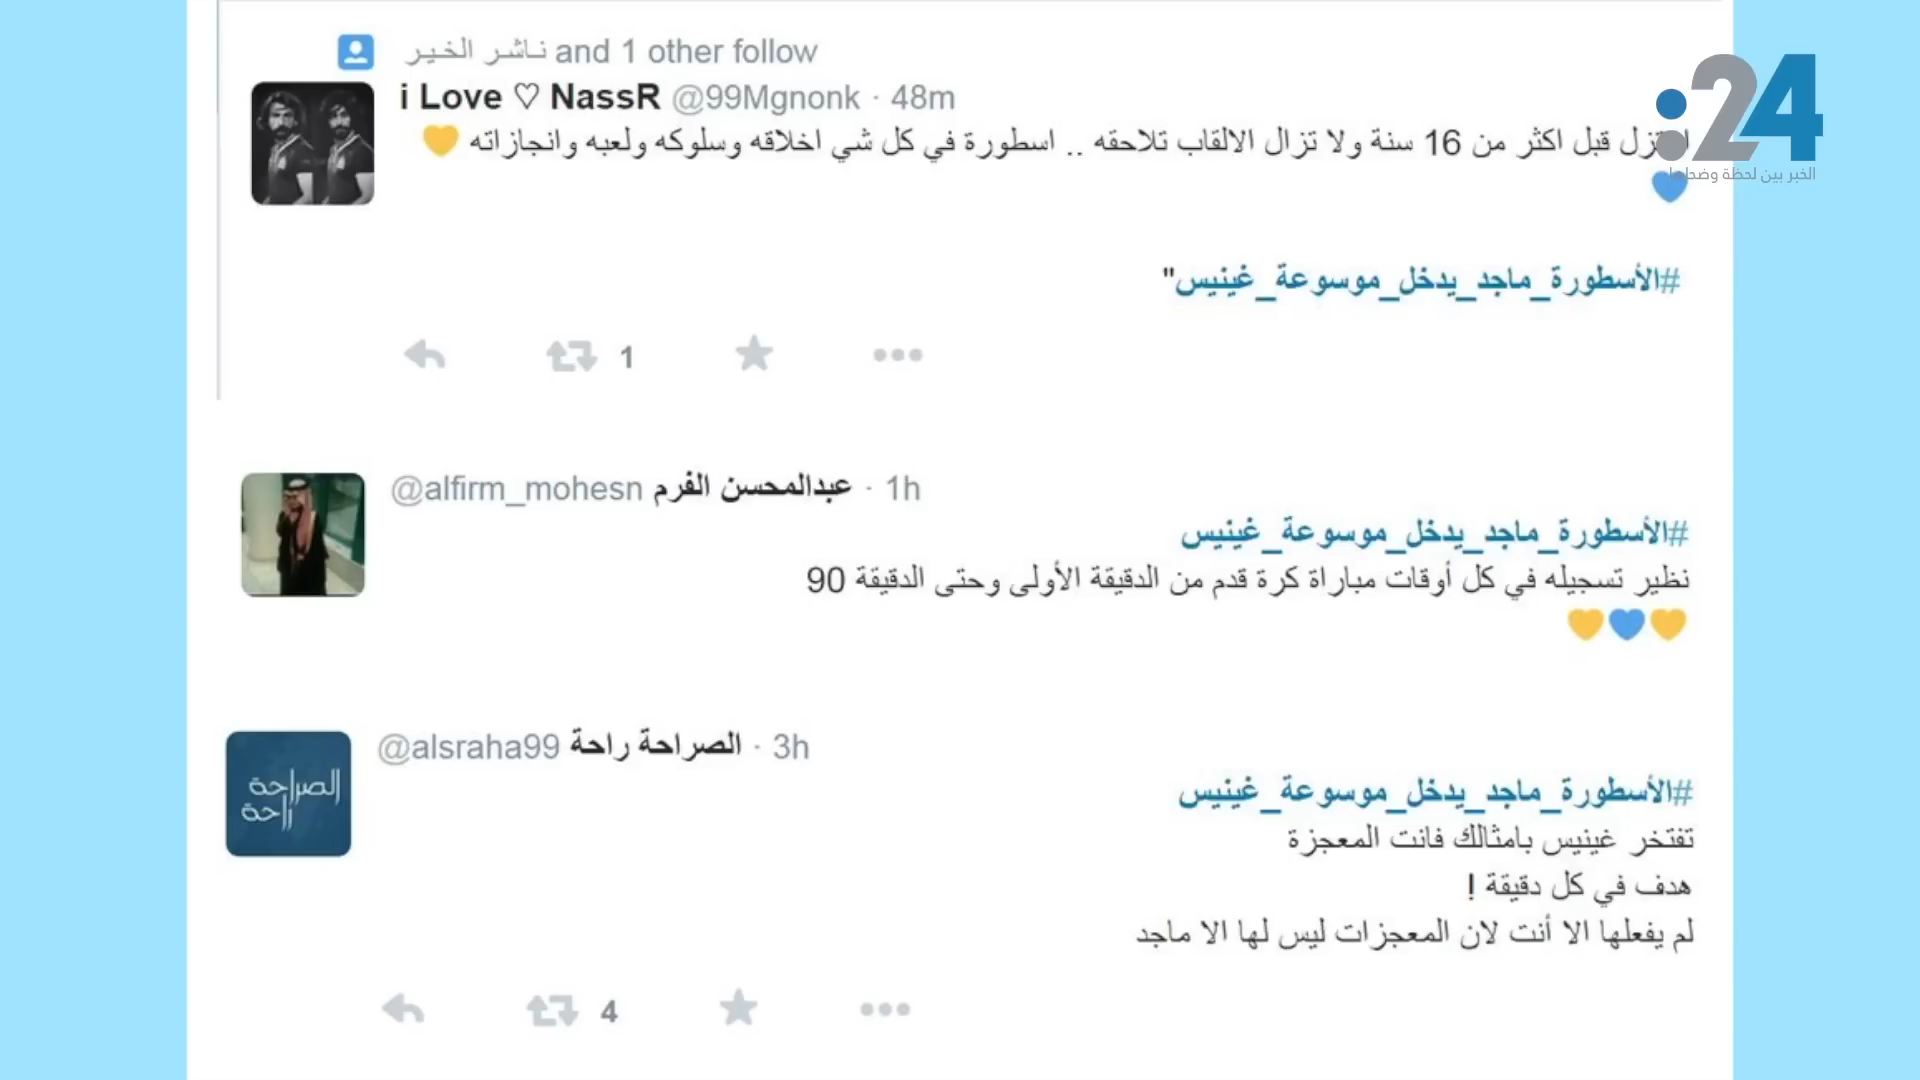 ناشر الخير and 1 other follow
i Love ♡ NassR @99Mgnonk · 48m
قبل اكثر من 16 سنة ولا تزال الالقاب تلاحقه .. اسطورة في كل شي اخلاقه وسلوكه ولعبه وانجازاته 💛
💙
#الأسطورة_ماجد_يدخل_موسوعة_غينيس"
1
@alfirm_mohesn عبدالمحسن الفرم · 1h
#الأسطورة_ماجد_يدخل_موسوعة_غينيس
نظير تسجيله في كل أوقات مباراة كرة قدم من الدقيقة الأولى وحتى الدقيقة 90
💛💙💛
@alsraha99 الصراحة راحة · 3h
الصراحة
راحة
#الأسطورة_ماجد_يدخل_موسوعة_غينيس
تفتخر غينيس بامثالك فانت المعجزة
هدف في كل دقيقة !
لم يفعلها الا أنت لان المعجزات ليس لها الا ماجد
4
:24
الخبر بين لحظة وضحاها